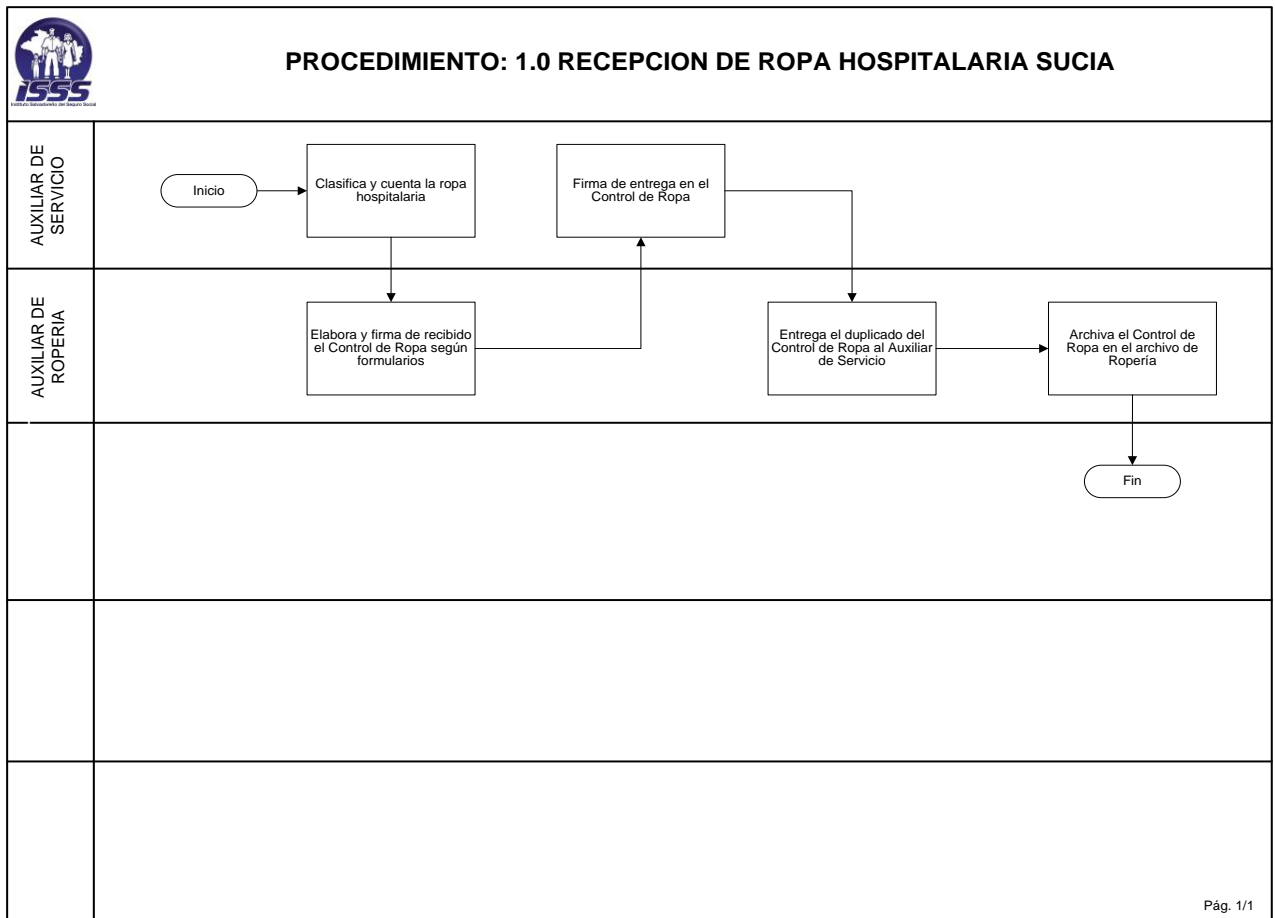 PROCEDIMIENTO: 1.0 RECEPCION DE ROPA HOSPITALARIA SUCIA
ISSS
Instituto Salvadoreño del Seguro Social
AUXILIAR DE
SERVICIO
Inicio
Clasifica y cuenta la ropa
hospitalaria
Firma de entrega en el
Control de Ropa
AUXILIAR DE
ROPERIA
Elabora y firma de recibido
el Control de Ropa según
formularios
Entrega el duplicado del
Control de Ropa al Auxiliar
de Servicio
Archiva el Control de
Ropa en el archivo de
Ropería
Fin
Pág. 1/1